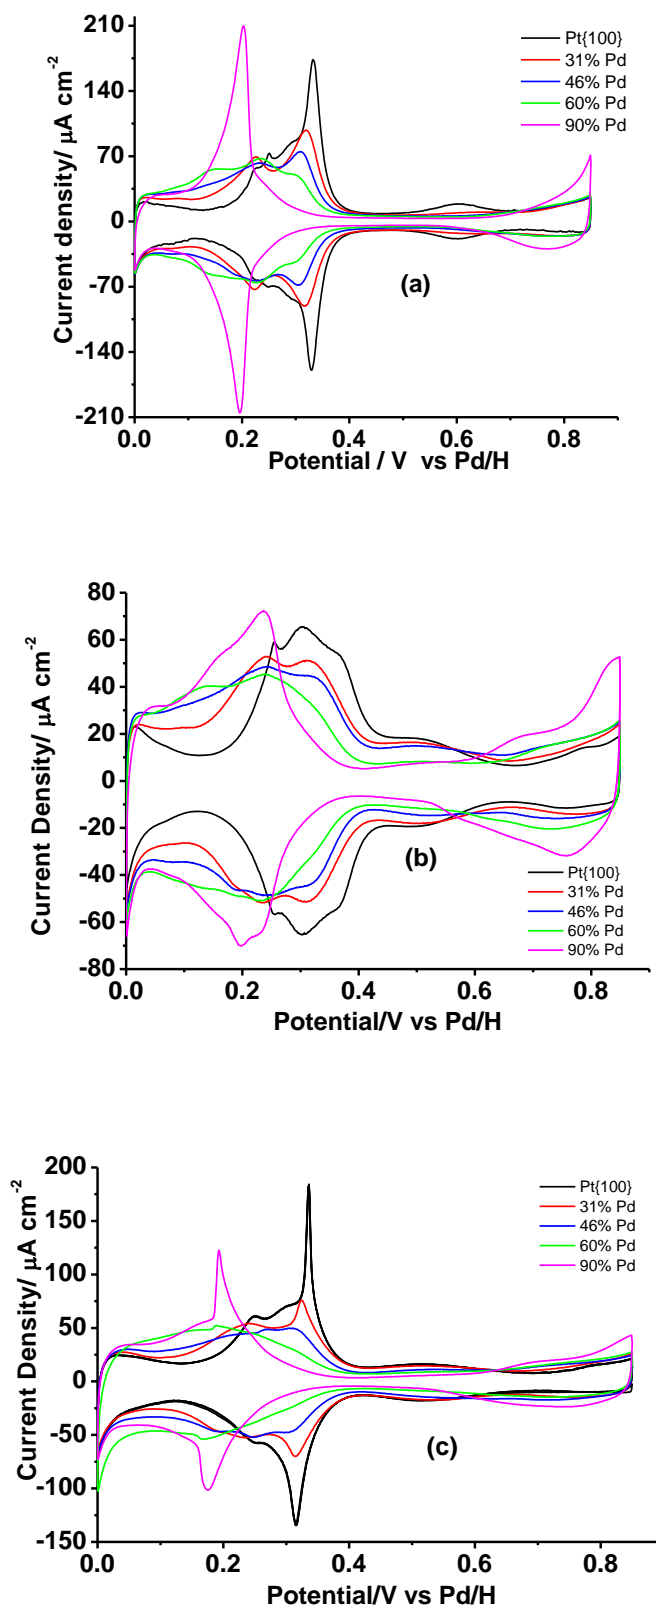 210
140
70
0
-70
-140
-210
Current density/ μA cm-2
Pt{100}
31% Pd
46% Pd
60% Pd
90% Pd
(a)
0.0 0.2 0.4 0.6 0.8
Potential / V vs Pd/H
80
60
40
20
0
-20
-40
-60
-80
Current Density/ μA cm-2
(b)
Pt{100}
31% Pd
46% Pd
60% Pd
90% Pd
0.0 0.2 0.4 0.6 0.8
Potential/V vs Pd/H
200
150
100
50
0
-50
-100
-150
Current Density/ μA cm-2
Pt{100}
31% Pd
46% Pd
60% Pd
90% Pd
(c)
0.0 0.2 0.4 0.6 0.8
Potential/V vs Pd/H